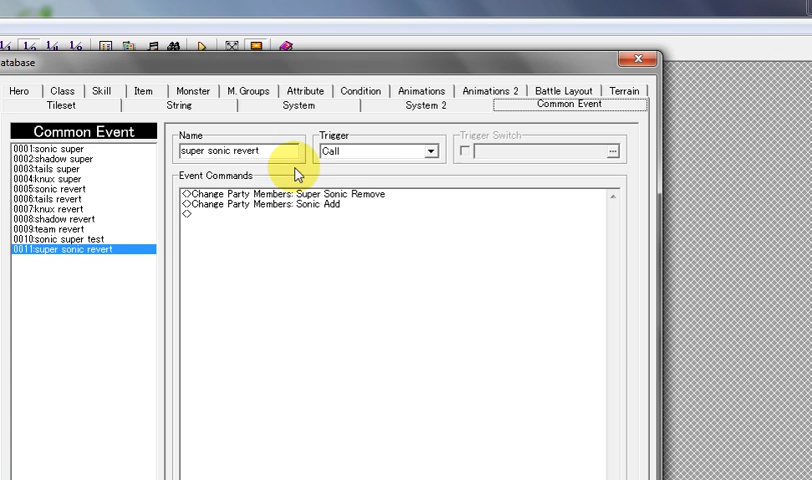 atabase
Hero Class Skill Item Monster M. Groups Attribute Condition Animations Animations 2 Battle Layout Terrain
Tileset String System System 2 Common Event
Common Event
0001:sonic super
0002:shadow super
0003:tails super
0004:knux super
0005:sonic revert
0006:tails revert
0007:knux revert
0008:shadow revert
0009:team revert
0010:sonic super test
0011:super sonic revert
Name
super sonic revert
Trigger
Call
Trigger Switch
...
Event Commands
<>Change Party Members: Super Sonic Remove
<>Change Party Members: Sonic Add
<>